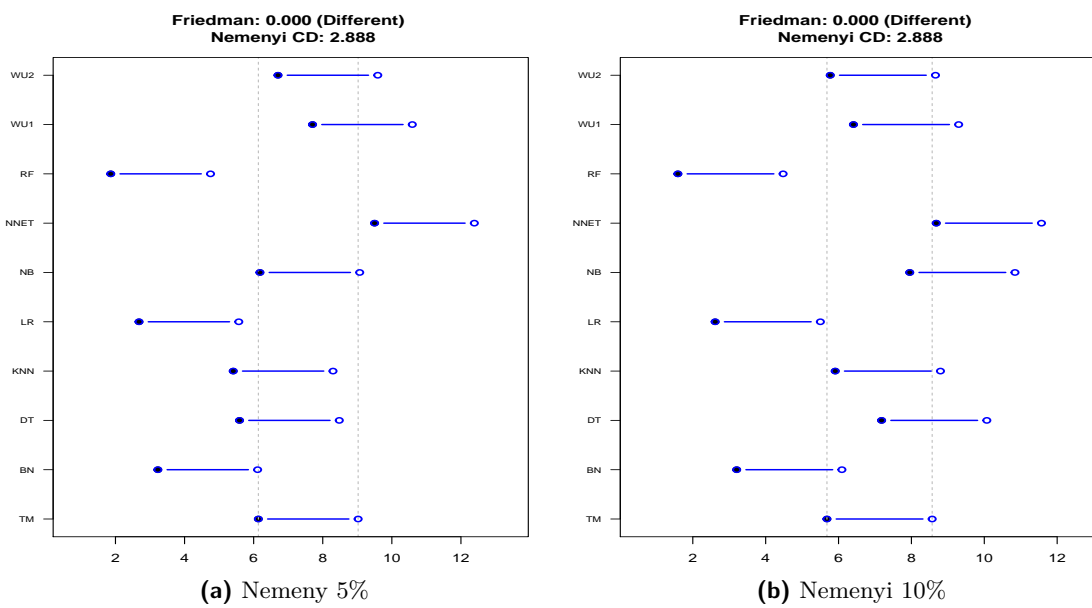 Friedman: 0.000 (Different)
Nemenyi CD: 2.888
WU2
WU1
RF
NNET
NB
LR
KNN
DT
BN
TM
2 4 6 8 10 12
(a) Nemeny 5%
Friedman: 0.000 (Different)
Nemenyi CD: 2.888
WU2
WU1
RF
NNET
NB
LR
KNN
DT
BN
TM
2 4 6 8 10 12
(b) Nemenyi 10%